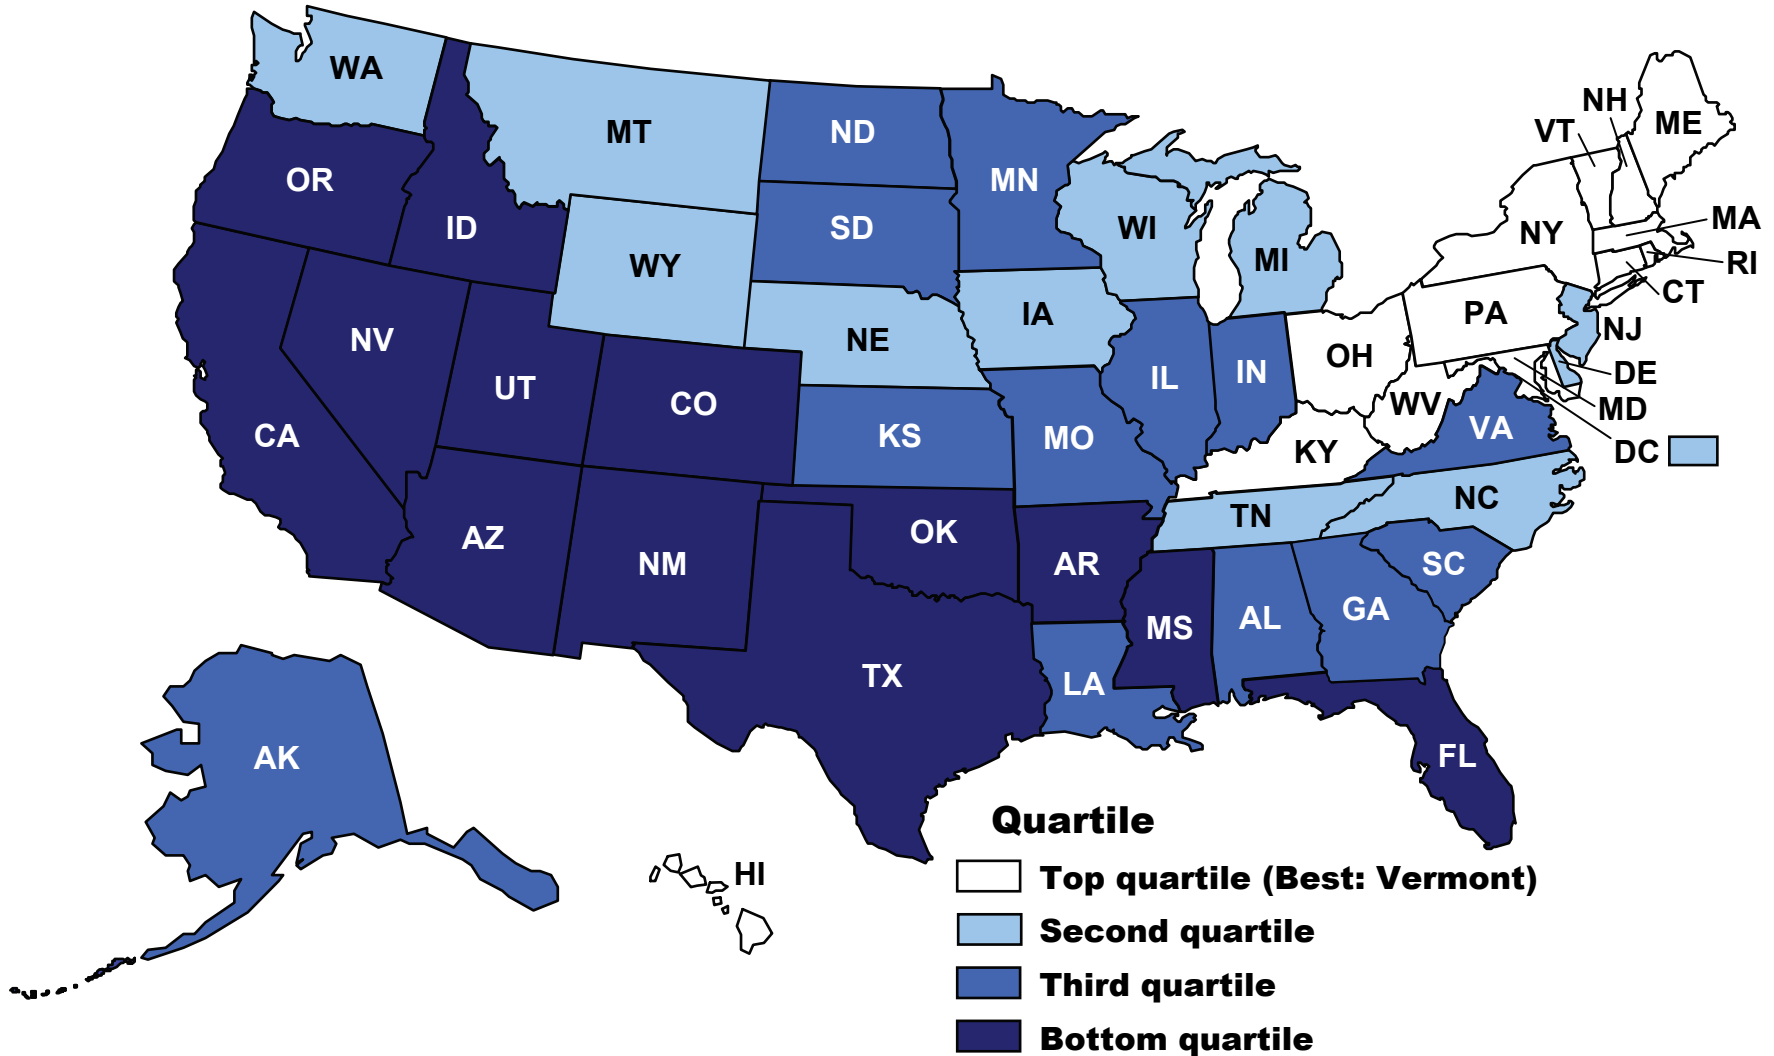 WA
MT
ND
MN
OR
ID
WY
SD
WI
MI
NH
VT
ME
NY
MA
RI
CT
PA
NJ
IA
NE
NV
UT
CO
CA
KS
MO
IL
IN
OH
WV
DE
MD
VA
DC
KY
NC
TN
AZ
NM
OK
AR
SC
MS
AL
GA
TX
LA
FL
AK
HI
Quartile
Top quartile (Best: Vermont)
Second quartile
Third quartile
Bottom quartile